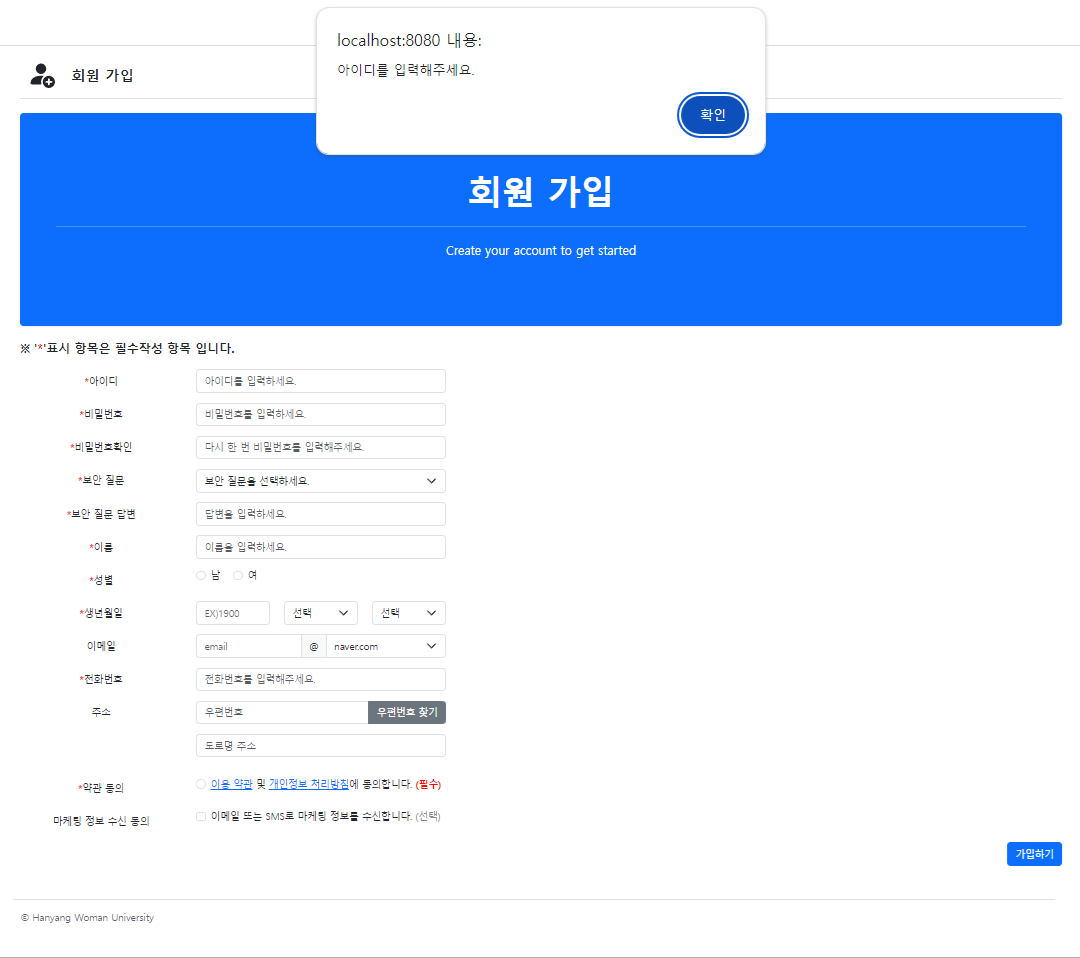 localhost:8080 내용:
아이디를 입력해주세요.
확인
회원 가입
회원 가입
Create your account to get started
※ '*'표시 항목은 필수작성 항목 입니다.
*아이디 아이디를 입력하세요.
*비밀번호 비밀번호를 입력하세요.
*비밀번호확인 다시 한 번 비밀번호를 입력해주세요.
*보안 질문 보안 질문을 선택하세요.
*보안 질문 답변 답변을 입력하세요.
*이름 이름을 입력하세요.
*성별 남 여
*생년월일 EX)1900 선택 선택
이메일 email @ naver.com
*전화번호 전화번호를 입력해주세요.
주소 우편번호 우편번호 찾기
도로명 주소
*약관 동의 이용 약관 및 개인정보 처리방침에 동의합니다. (필수)
마케팅 정보 수신 동의 이메일 또는 SMS로 마케팅 정보를 수신합니다. (선택)
가입하기
© Hanyang Woman University